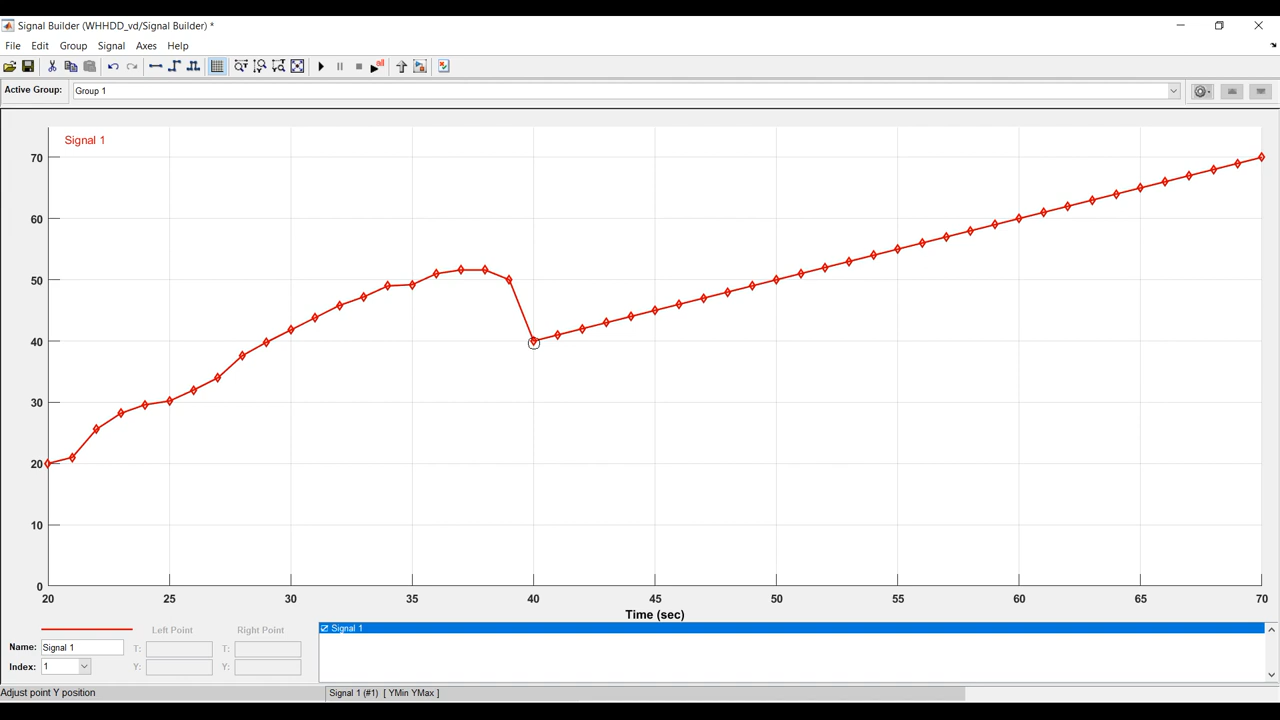 Signal Builder (WHHDD_vd/Signal Builder) *
File Edit Group Signal Axes Help
all
Active Group: Group 1
Signal 1
70
60
50
40
30
20
10
0
20 25 30 35 40 45 50 55 60 65 70
Time (sec)
Left Point Right Point
Signal 1
Name: Signal 1 T: T:
Index: 1 Y: Y:
Adjust point Y position Signal 1 (#1) [ YMin YMax ]